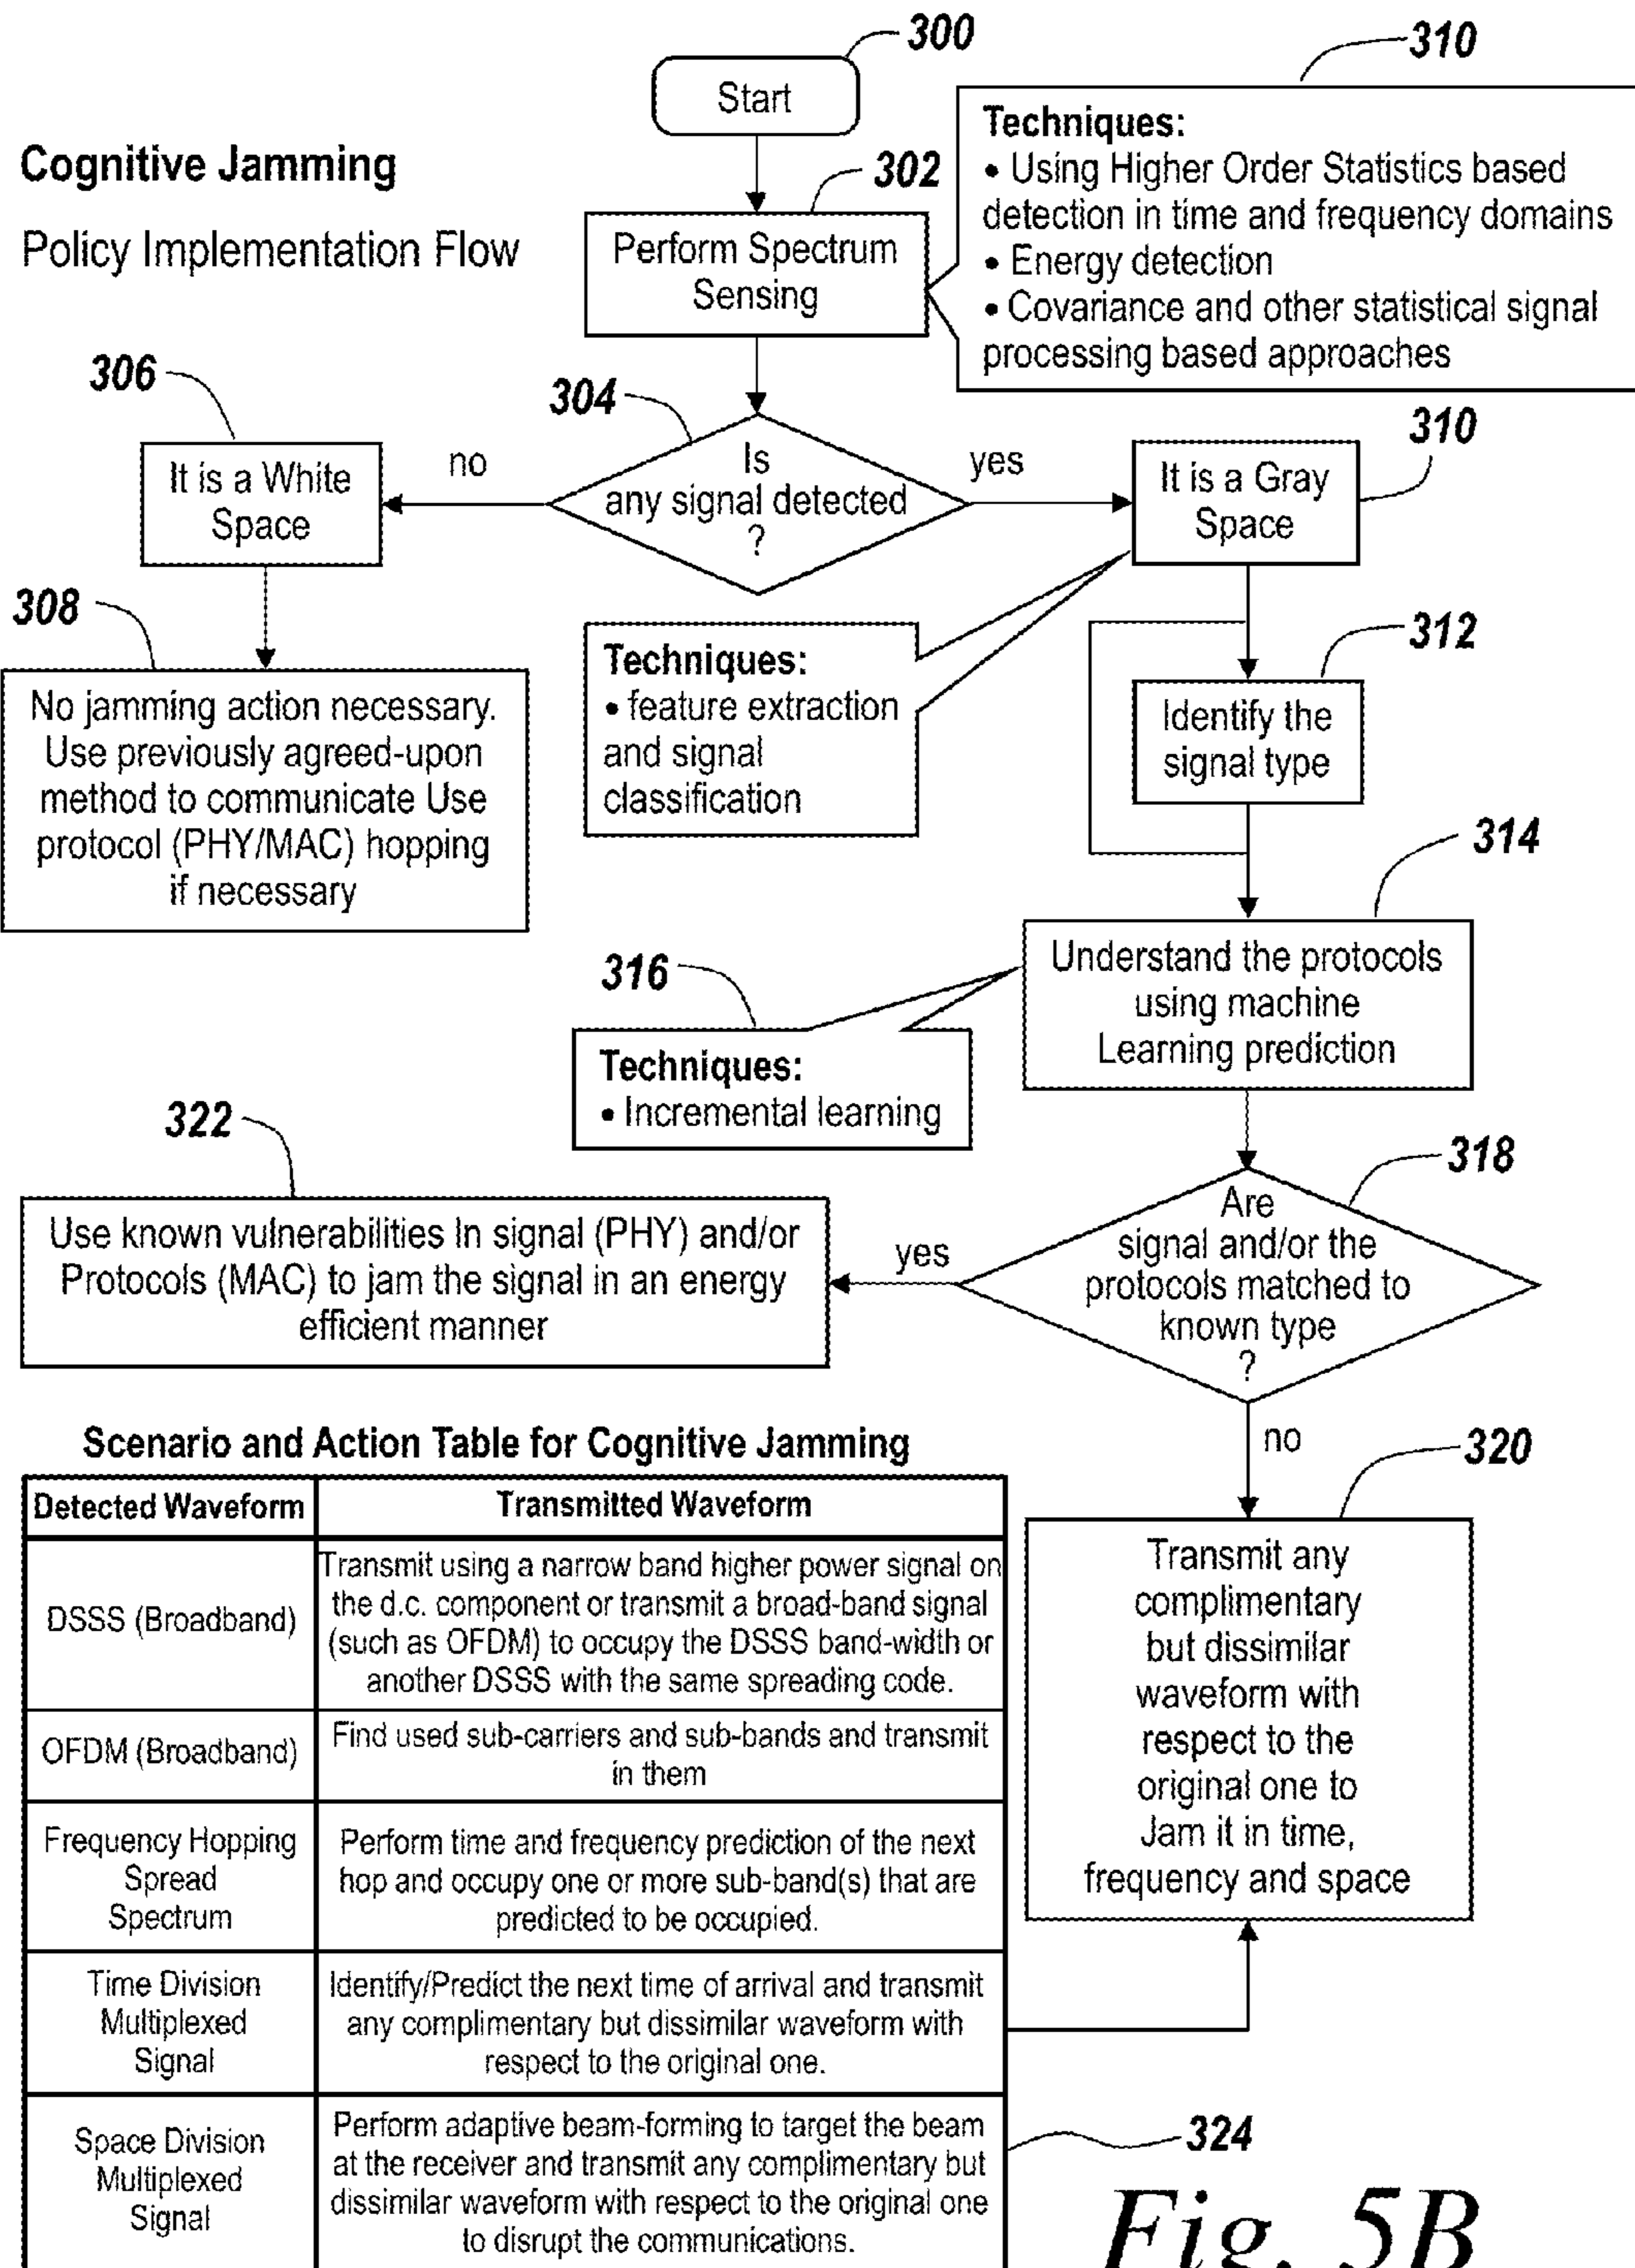 300
Start
310
Cognitive Jamming
Policy Implementation Flow
302
Perform Spectrum
Sensing
Techniques:
• Using Higher Order Statistics based
detection in time and frequency domains
• Energy detection
• Covariance and other statistical signal
processing based approaches
306
304
It is a White
Space
no
Is
any signal detected
?
yes
310
It is a Gray
Space
308
No jamming action necessary.
Use previously agreed-upon
method to communicate Use
protocol (PHY/MAC) hopping
if necessary
Techniques:
• feature extraction
and signal
classification
312
Identify the
signal type
314
Understand the protocols
using machine
Learning prediction
316
Techniques:
• Incremental learning
322
Use known vulnerabilities In signal (PHY) and/or
Protocols (MAC) to jam the signal in an energy
efficient manner
yes
318
Are
signal and/or the
protocols matched to
known type
?
no
320
Transmit any
complimentary
but dissimilar
waveform with
respect to the
original one to
Jam it in time,
frequency and space
Scenario and Action Table for Cognitive Jamming
Detected Waveform
Transmitted Waveform
DSSS (Broadband)
Transmit using a narrow band higher power signal on
the d.c. component or transmit a broad-band signal
(such as OFDM) to occupy the DSSS band-width or
another DSSS with the same spreading code.
OFDM (Broadband)
Find used sub-carriers and sub-bands and transmit
in them
Frequency Hopping
Spread
Spectrum
Perform time and frequency prediction of the next
hop and occupy one or more sub-band(s) that are
predicted to be occupied.
Time Division
Multiplexed
Signal
Identify/Predict the next time of arrival and transmit
any complimentary but dissimilar waveform with
respect to the original one.
Space Division
Multiplexed
Signal
Perform adaptive beam-forming to target the beam
at the receiver and transmit any complimentary but
dissimilar waveform with respect to the original one
to disrupt the communications.
324
Fig. 5B